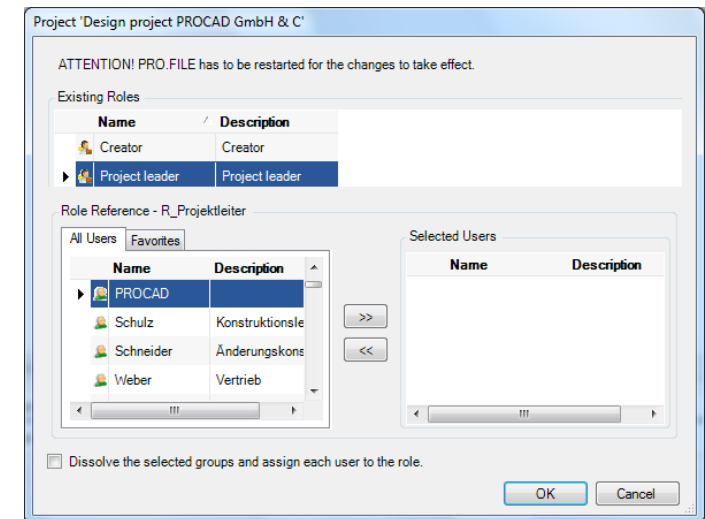 Project 'Design project PROCAD GmbH & C'
ATTENTION! PRO.FILE has to be restarted for the changes to take effect.
Existing Roles
Name Description
Creator Creator
Project leader Project leader
Role Reference - R_Projektleiter
All Users Favorites
Name Description
PROCAD
Schulz Konstruktionsle
Schneider Änderungskons
Weber Vertrieb
>>
<<
Selected Users
Name Description
Dissolve the selected groups and assign each user to the role.
OK Cancel